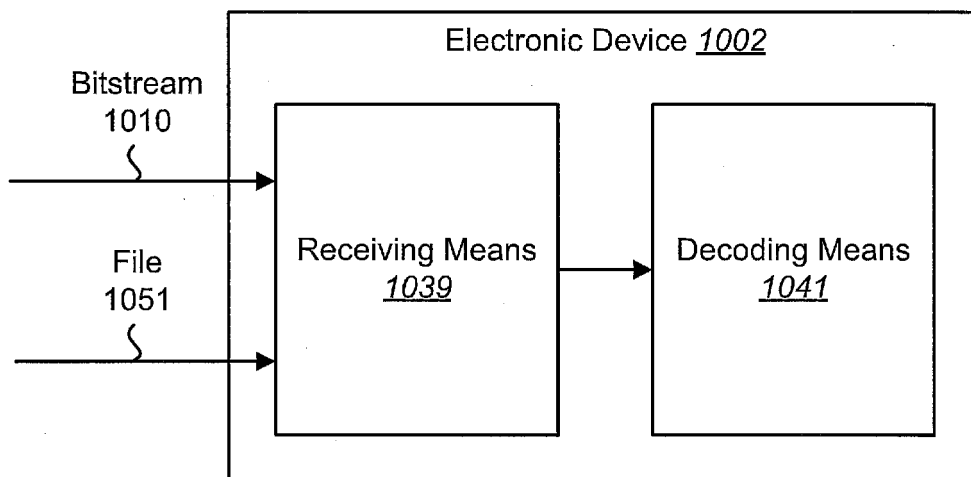 Electronic Device 1002
Bitstream
1010
File
1051
Receiving Means
1039
Decoding Means
1041